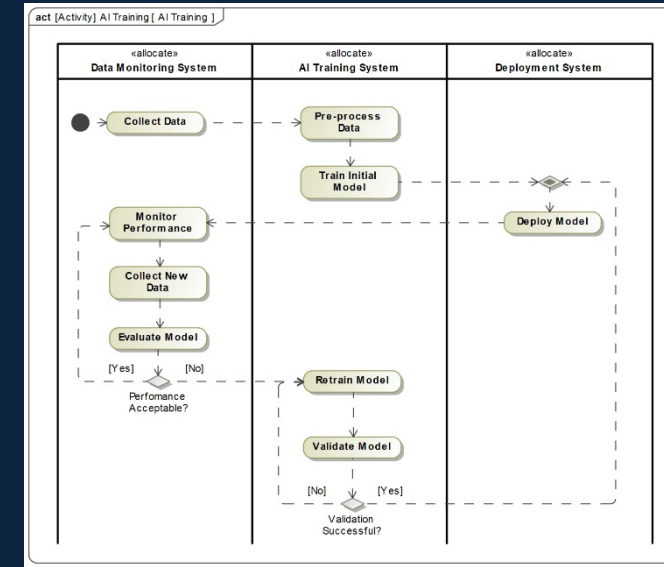 act [Activity] AI Training [ AI Training ]
«allocate»
Data Monitoring System
«allocate»
AI Training System
«allocate»
Deployment System
Collect Data
Pre-process
Data
Train Initial
Model
Monitor
Performance
Deploy Model
Collect New
Data
Evaluate Model
[Yes]
[No]
Perfomance
Acceptable?
Retrain Model
Validate Model
[No]
[Yes]
Validation
Successful?